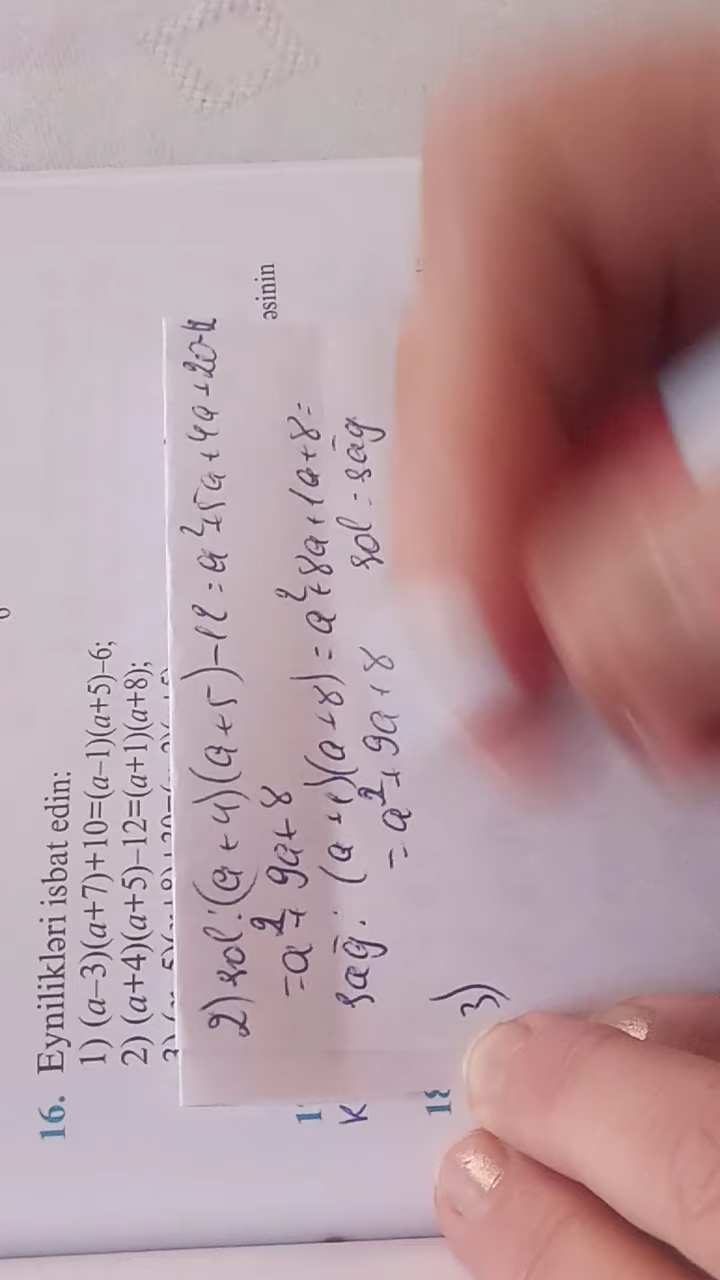 16. Eynilikləri isbat edin:
1) (a–3)(a+7)+10=(a–1)(a+5)–6;
2) (a+4)(a+5)–12=(a+1)(a+8);
əsinin
2) sol: (a+4)(a+5)–12=a²+5a+4a+20-12
=a²+9a+8
sağ: (a+1)(a+8)=a²+8a+1a+8=
=a²+9a+8 sol=sağ
3)